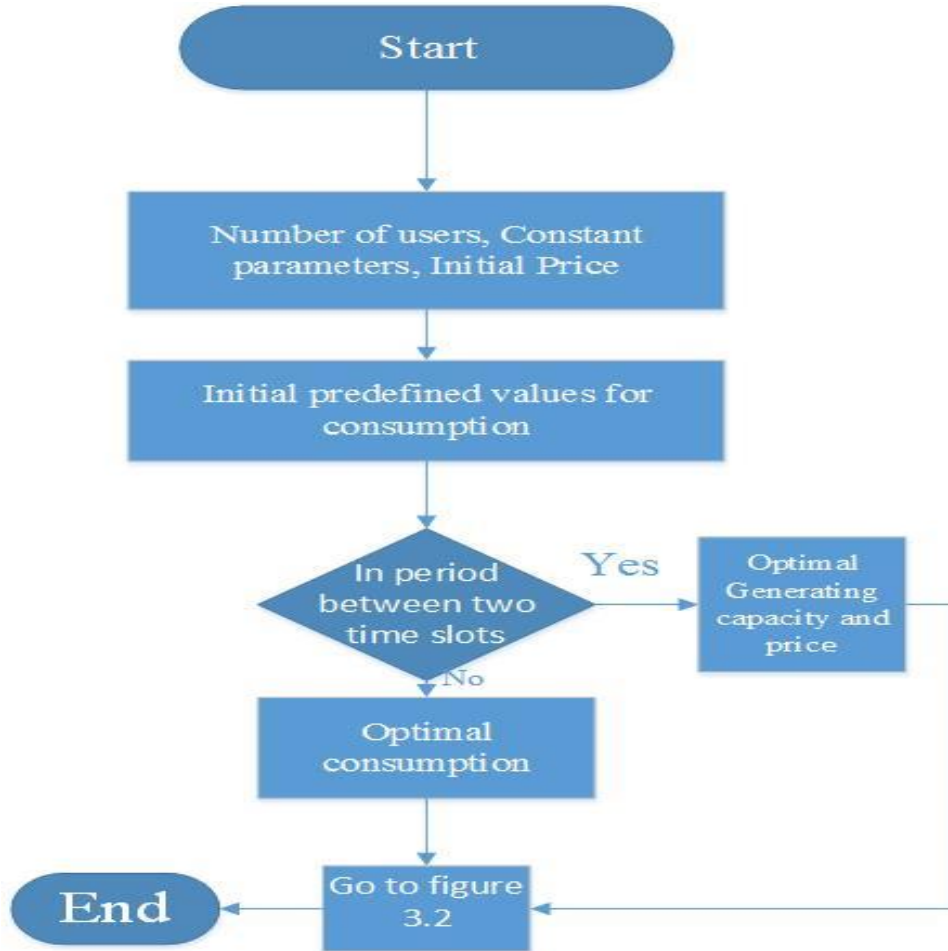 Start
Number of users, Constant
parameters, Initial Price
Initial predefined values for
consumption
In period
between two
time slots
Yes
Optimal
Generating
capacity and
price
No
Optimal
consumption
Go to figure
3.2
End